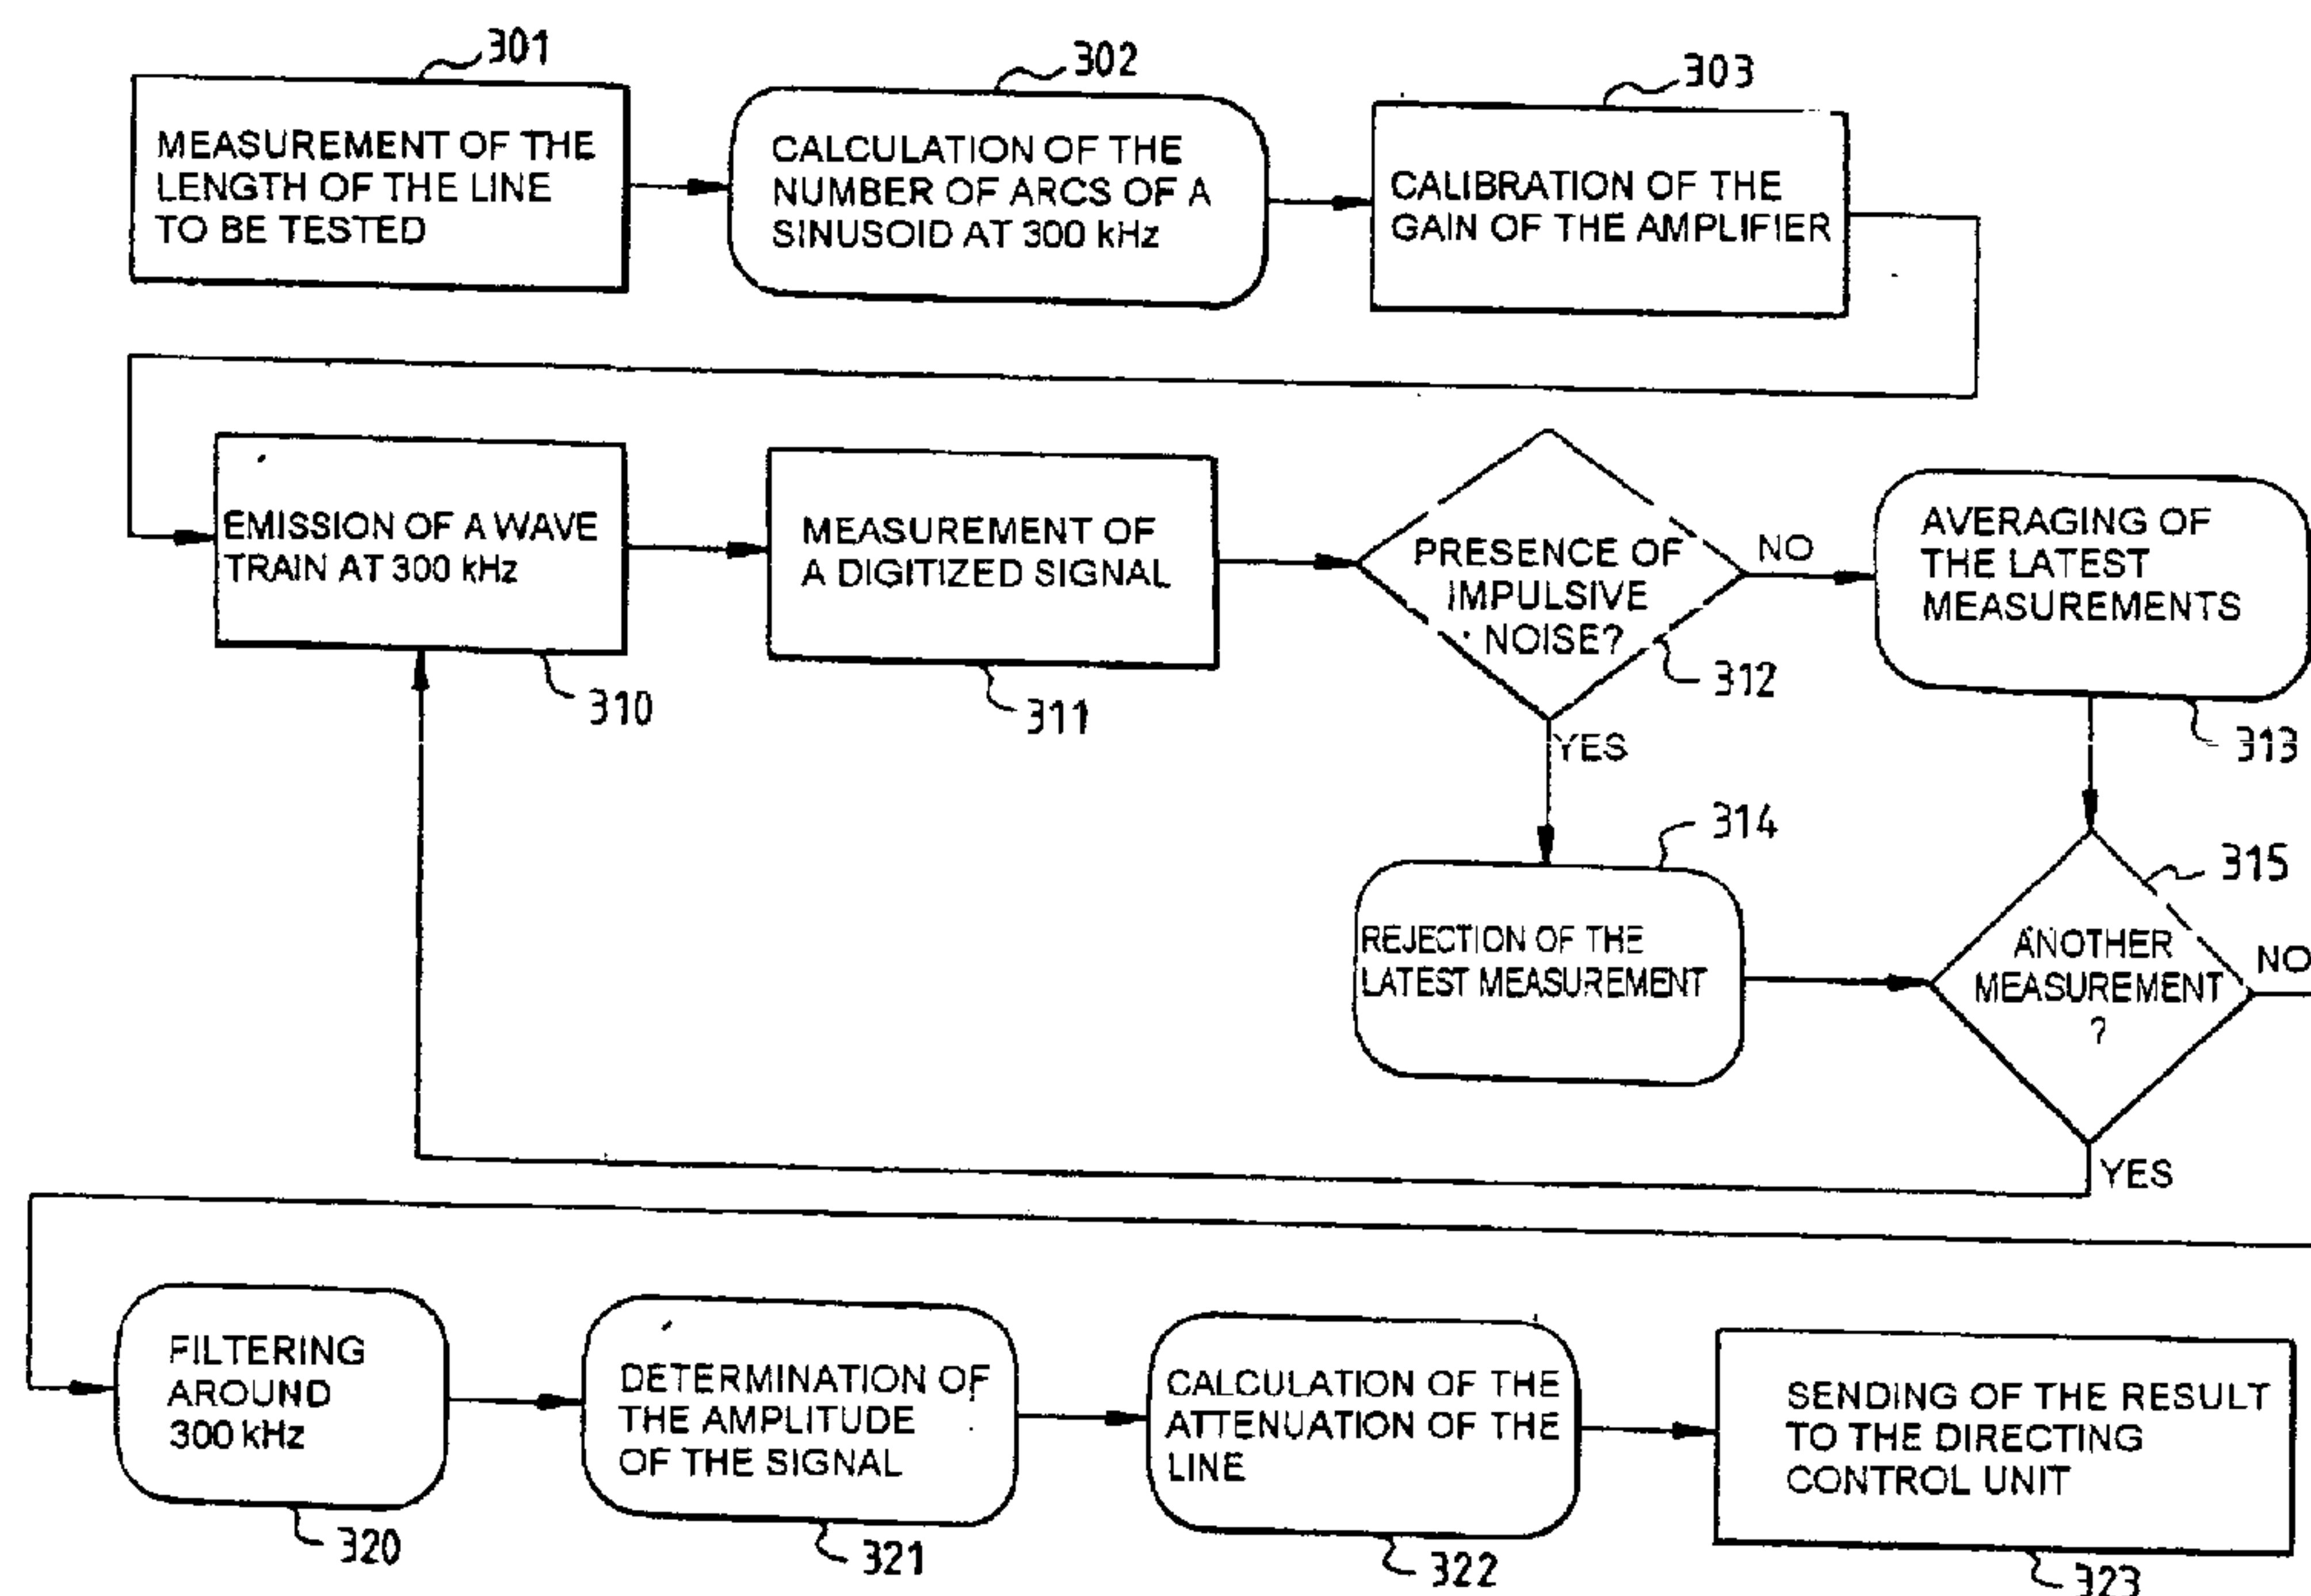 301
MEASUREMENT OF THE
LENGTH OF THE LINE
TO BE TESTED
302
CALCULATION OF THE
NUMBER OF ARCS OF A
SINUSOID AT 300 kHz
303
CALIBRATION OF THE
GAIN OF THE AMPLIFIER
EMISSION OF A WAVE
TRAIN AT 300 kHz
310
MEASUREMENT OF
A DIGITIZED SIGNAL
311
PRESENCE OF
IMPULSIVE
NOISE?
312
NO
YES
AVERAGING OF
THE LATEST
MEASUREMENTS
313
314
REJECTION OF THE
LATEST MEASUREMENT
315
ANOTHER
MEASUREMENT
?
NO
YES
FILTERING
AROUND
300 kHz
320
DETERMINATION OF
THE AMPLITUDE
OF THE SIGNAL
321
CALCULATION OF THE
ATTENUATION OF THE
LINE
322
SENDING OF THE RESULT
TO THE DIRECTING
CONTROL UNIT
323